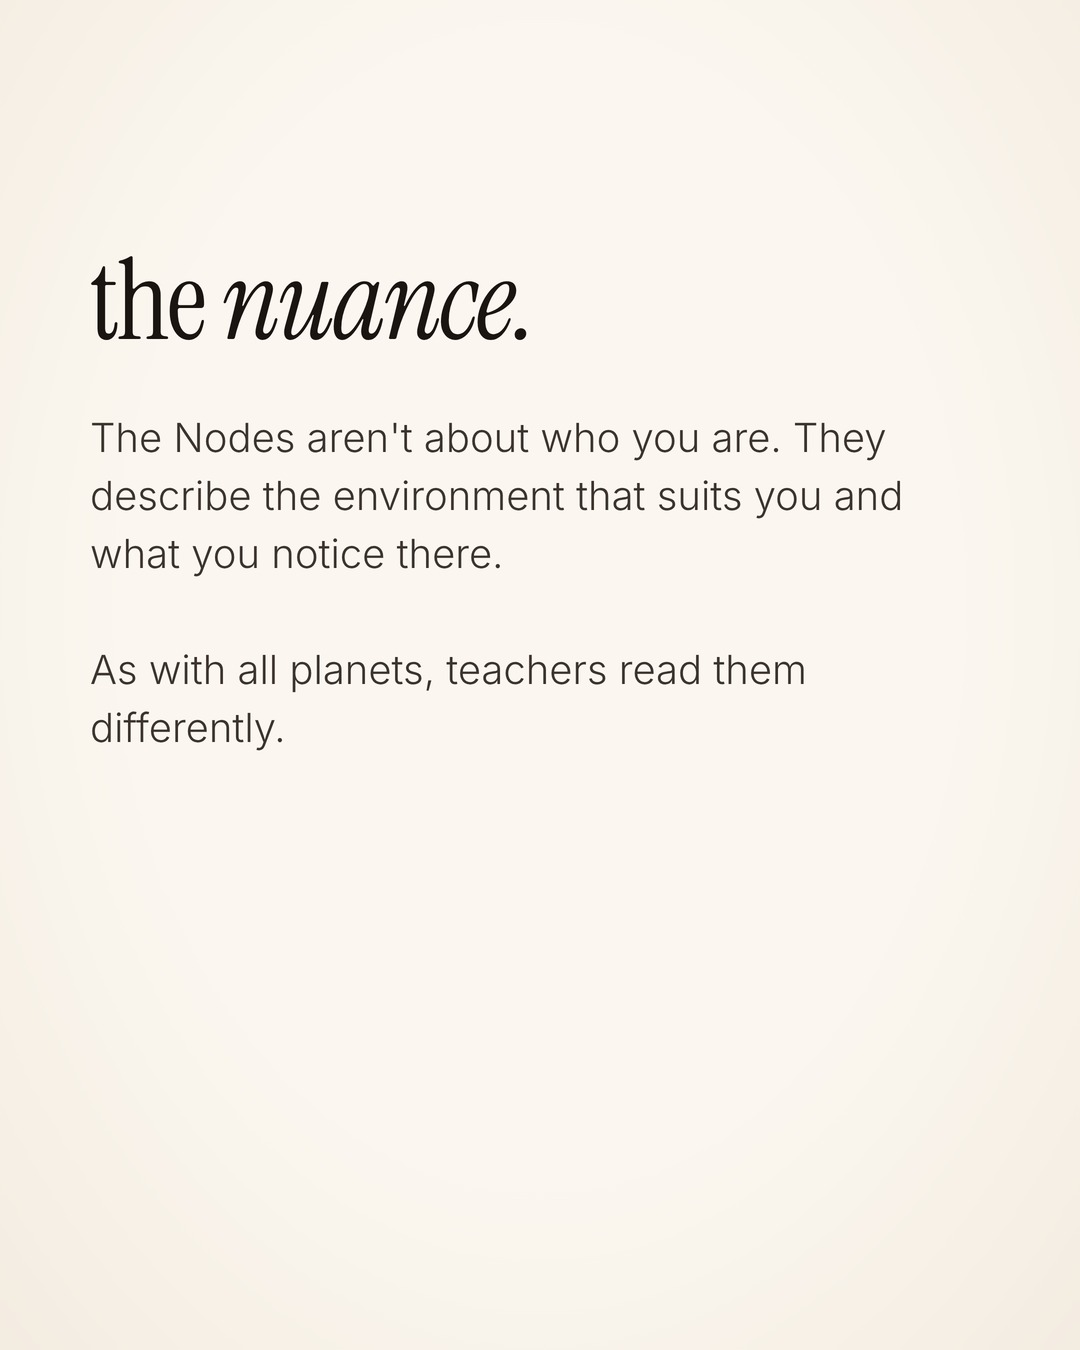 the nuance.
The Nodes aren't about who you are. They
describe the environment that suits you and
what you notice there.
As with all planets, teachers read them
differently.